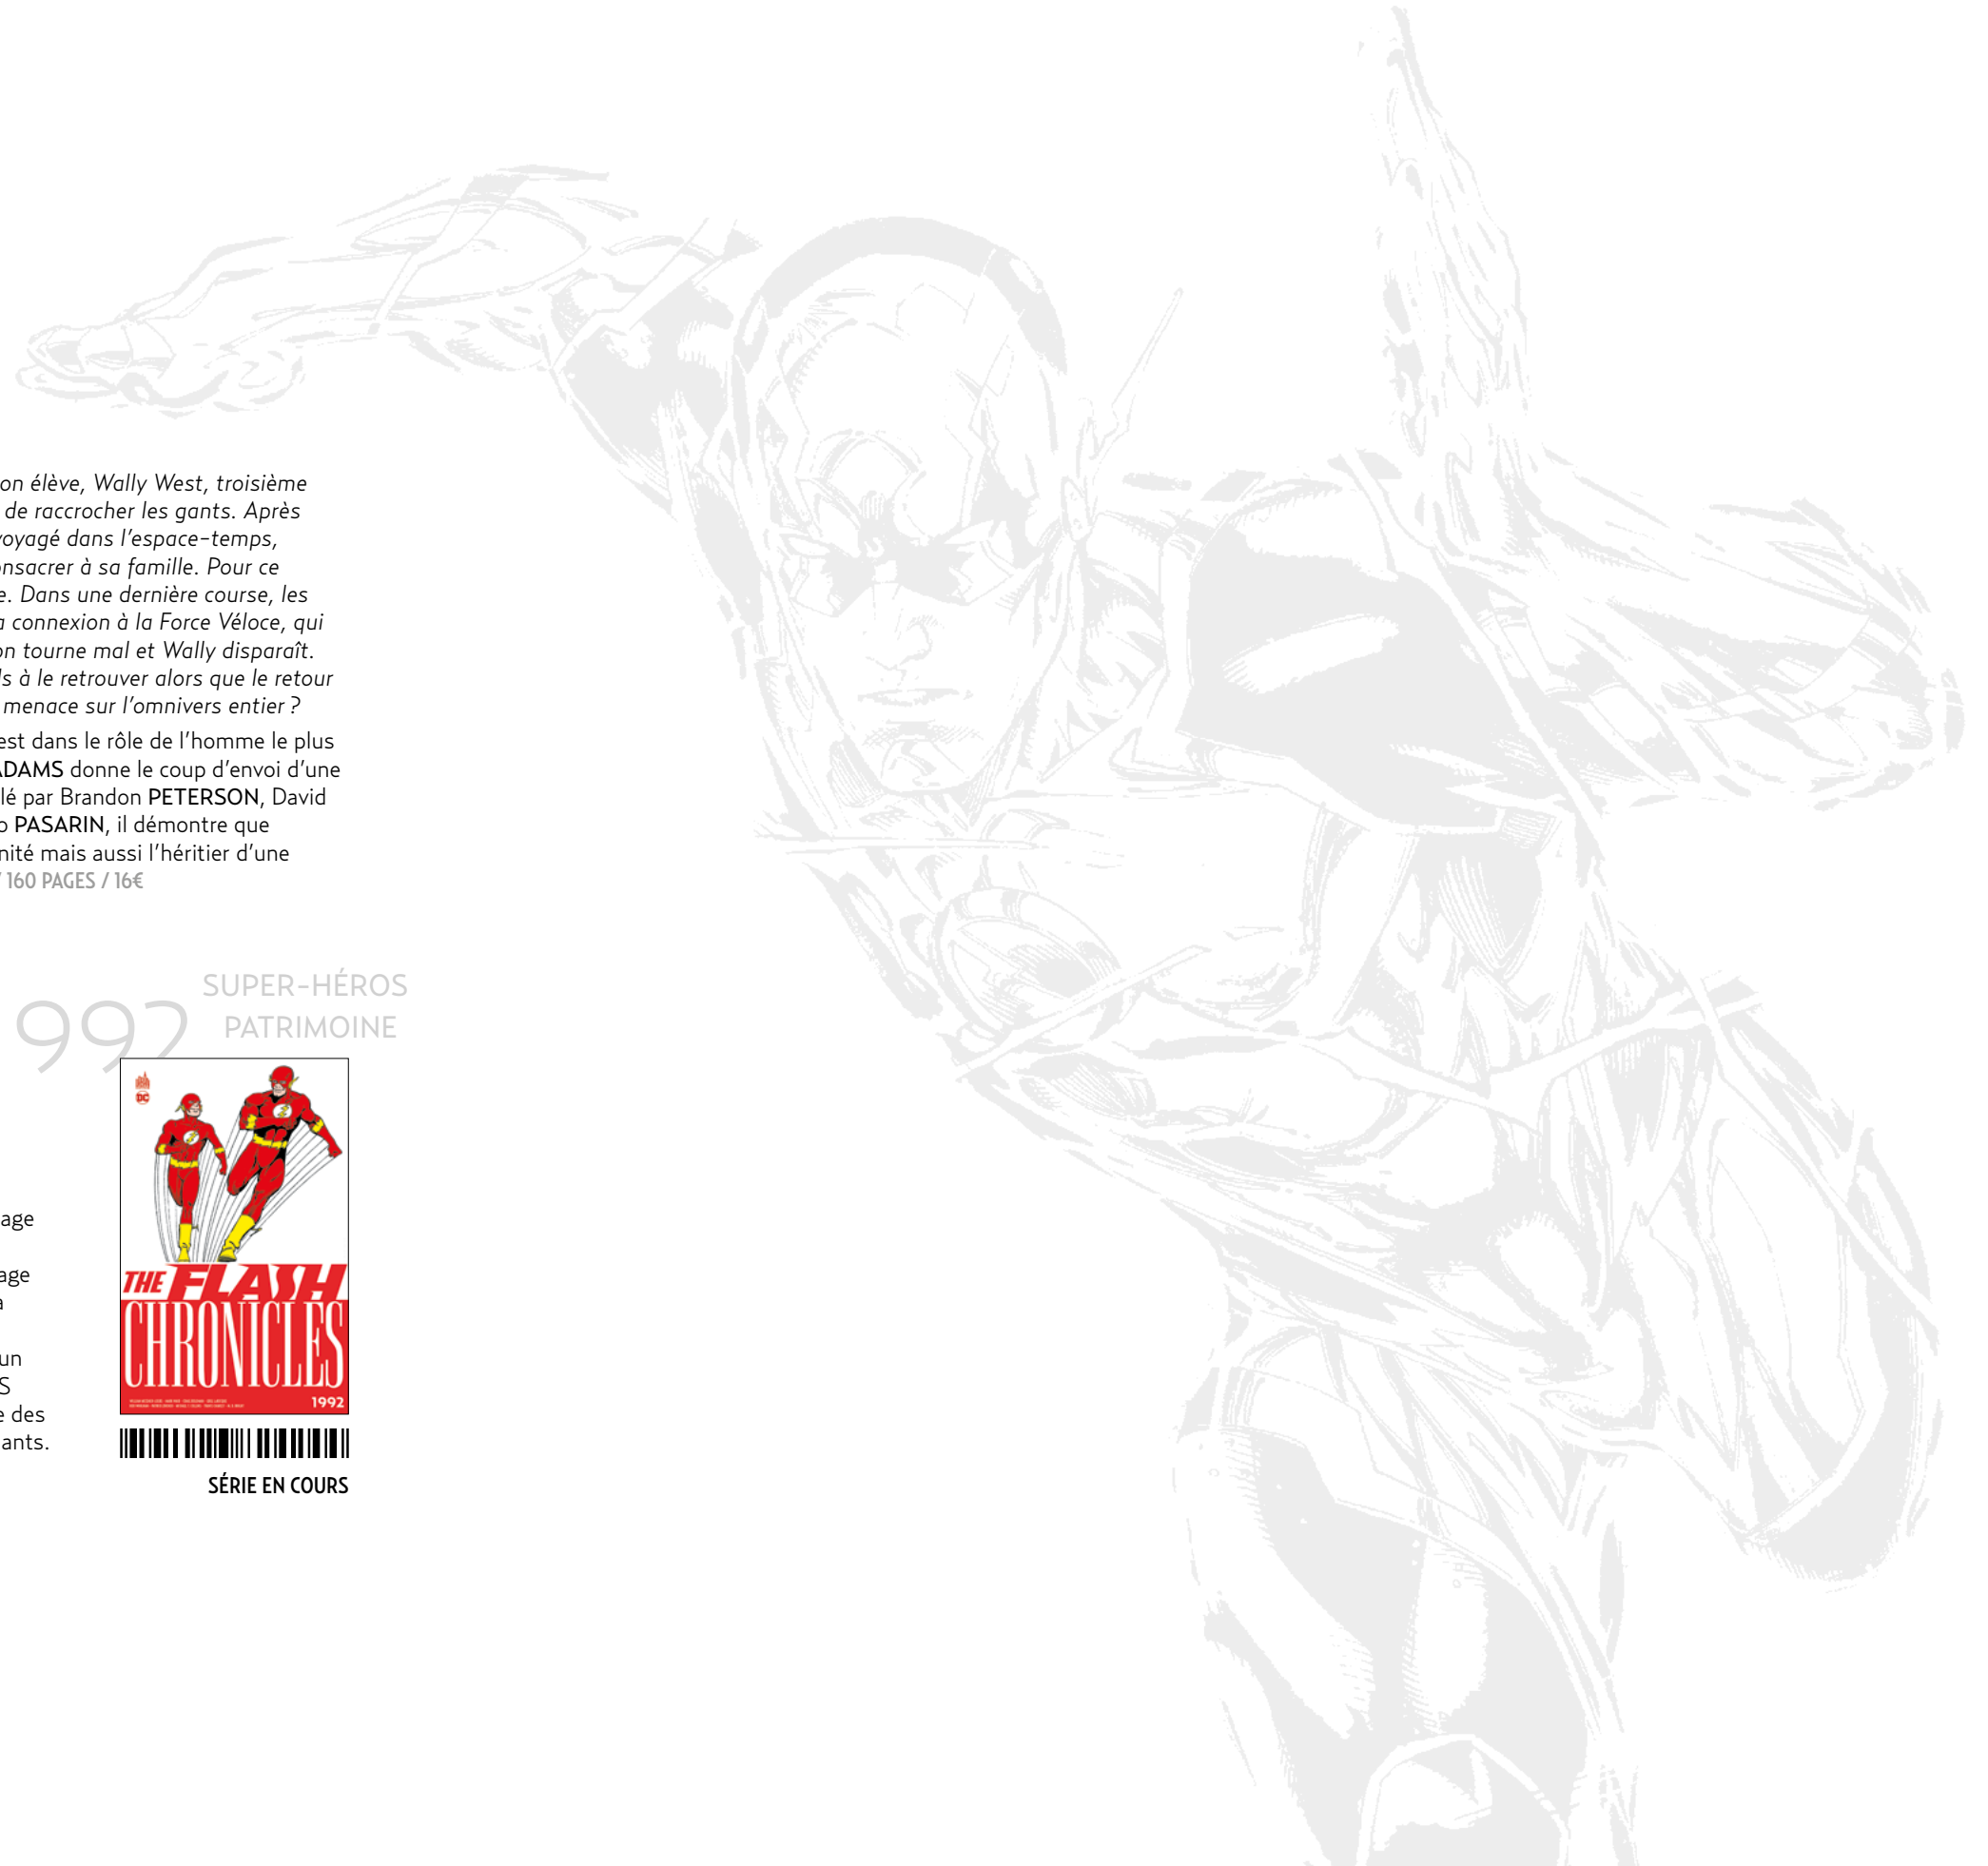 on élève, Wally West, troisième
de raccrocher les gants. Après
voyagé dans l'espace-temps,
onsacrer à sa famille. Pour ce
e. Dans une dernière course, les
a connexion à la Force Véloce, qui
on tourne mal et Wally disparaît.
ls à le retrouver alors que le retour
menace sur l'omnivers entier ?
est dans le rôle de l'homme le plus
ADAMS donne le coup d'envoi d'une
lé par Brandon PETERSON, David
o PASARIN, il démontre que
nité mais aussi l'héritier d'une
/ 160 PAGES / 16€
992
SUPER-HÉROS
PATRIMOINE
DC
THE FLASH
CHRONICLES
1992
age
age
a
un
S
e des
ants.
SÉRIE EN COURS